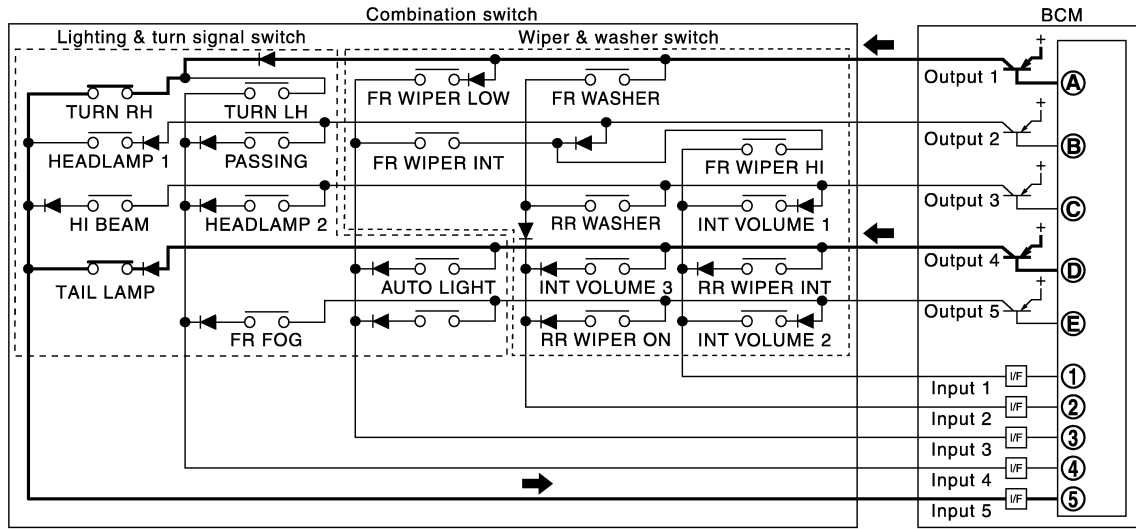 Combination switch
BCM
Lighting & turn signal switch
Wiper & washer switch
+
Output 1
A
TURN RH
TURN LH
FR WIPER LOW
FR WASHER
+
Output 2
B
HEADLAMP 1
PASSING
FR WIPER INT
FR WIPER HI
+
Output 3
C
HI BEAM
HEADLAMP 2
RR WASHER
INT VOLUME 1
+
Output 4
D
TAIL LAMP
AUTO LIGHT
INT VOLUME 3
RR WIPER INT
+
Output 5
E
FR FOG
RR WIPER ON
INT VOLUME 2
I/F
1
Input 1
I/F
2
Input 2
I/F
3
Input 3
I/F
4
Input 4
I/F
5
Input 5